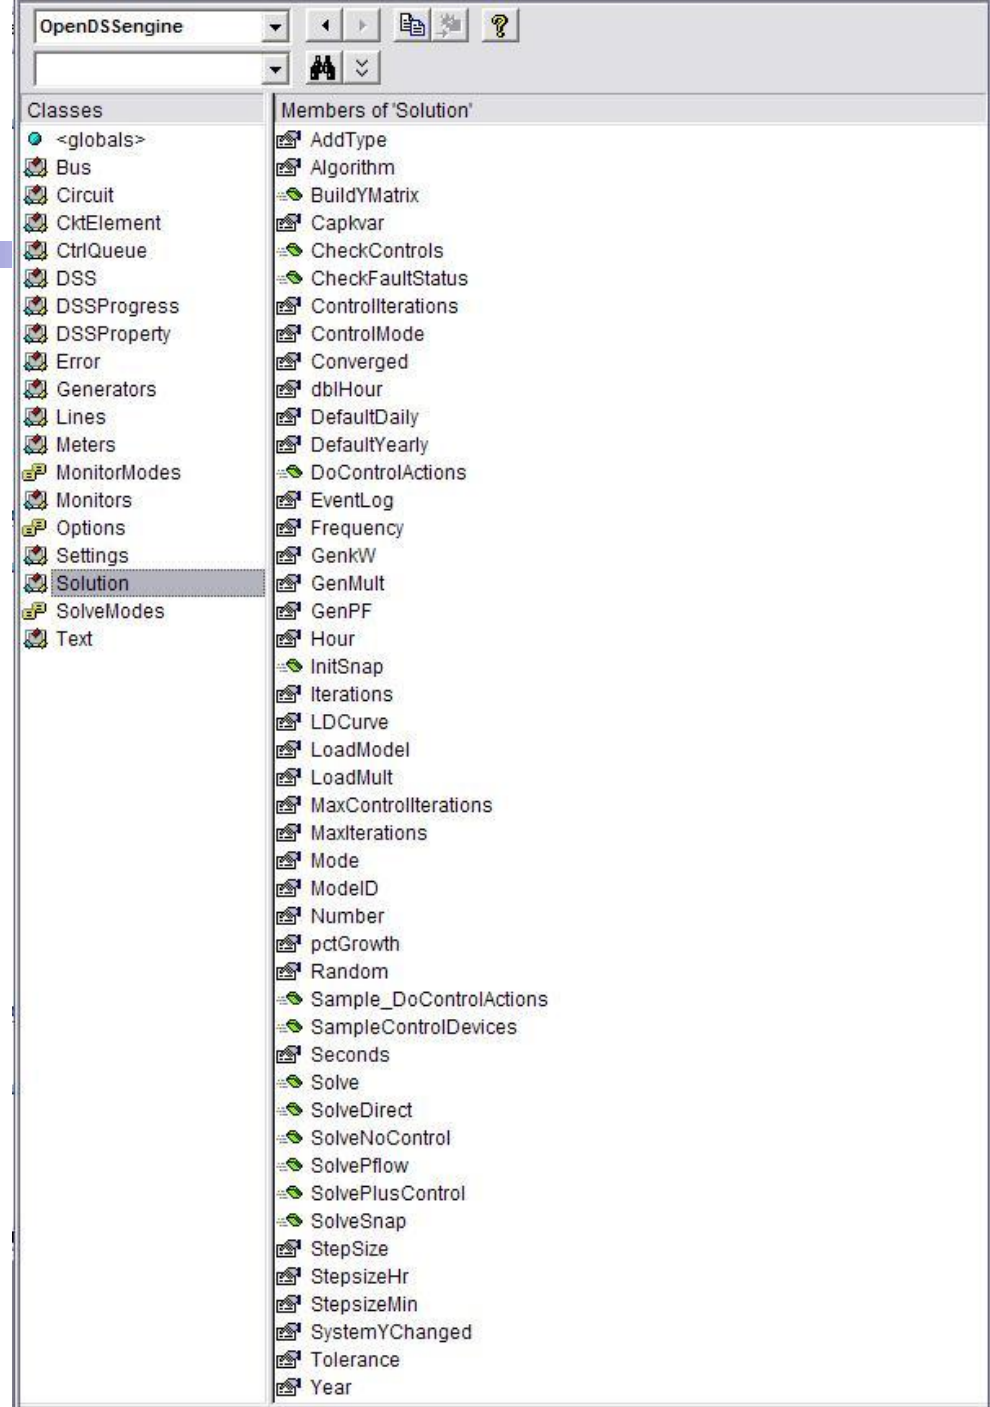 OpenDSSengine
Classes
<globals>
Bus
Circuit
CktElement
CtrlQueue
DSS
DSSProgress
DSSProperty
Error
Generators
Lines
Meters
MonitorModes
Monitors
Options
Settings
Solution
SolveModes
Text
Members of 'Solution'
AddType
Algorithm
BuildYMatrix
Capkvar
CheckControls
CheckFaultStatus
ControlIterations
ControlMode
Converged
dblHour
DefaultDaily
DefaultYearly
DoControlActions
EventLog
Frequency
GenkW
GenMult
GenPF
Hour
InitSnap
Iterations
LDCurve
LoadModel
LoadMult
MaxControlIterations
MaxIterations
Mode
ModeID
Number
pctGrowth
Random
Sample_DoControlActions
SampleControlDevices
Seconds
Solve
SolveDirect
SolveNoControl
SolvePflow
SolvePlusControl
SolveSnap
StepSize
StepsizeHr
StepsizeMin
SystemYChanged
Tolerance
Year